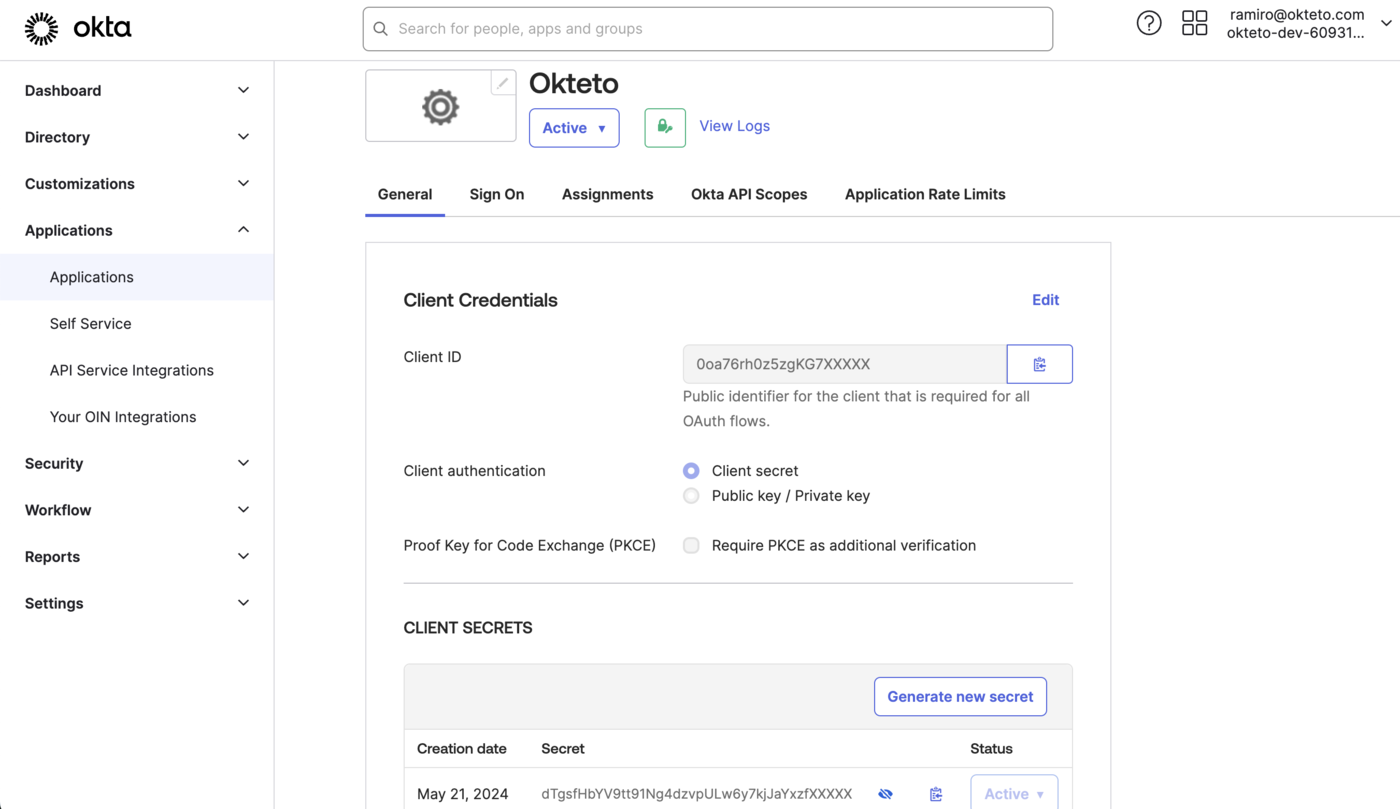 okta
Search for people, apps and groups
ramiro@okteto.com
okteto-dev-60931...
Dashboard
Directory
Customizations
Applications
Applications
Self Service
API Service Integrations
Your OIN Integrations
Security
Workflow
Reports
Settings
Okteto
Active
View Logs
General
Sign On
Assignments
Okta API Scopes
Application Rate Limits
Client Credentials
Edit
Client ID
0oa76rh0z5zgKG7XXXXX
Public identifier for the client that is required for all
OAuth flows.
Client authentication
Client secret
Public key / Private key
Proof Key for Code Exchange (PKCE)
Require PKCE as additional verification
CLIENT SECRETS
Generate new secret
Creation date
Secret
Status
May 21, 2024
dTgsfHbYV9tt91Ng4dzvpULw6y7kjJaYxzfXXXXX
Active